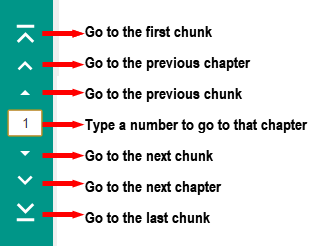 Go to the first chunk
Go to the previous chapter
Go to the previous chunk
1 Type a number to go to that chapter
Go to the next chunk
Go to the next chapter
Go to the last chunk